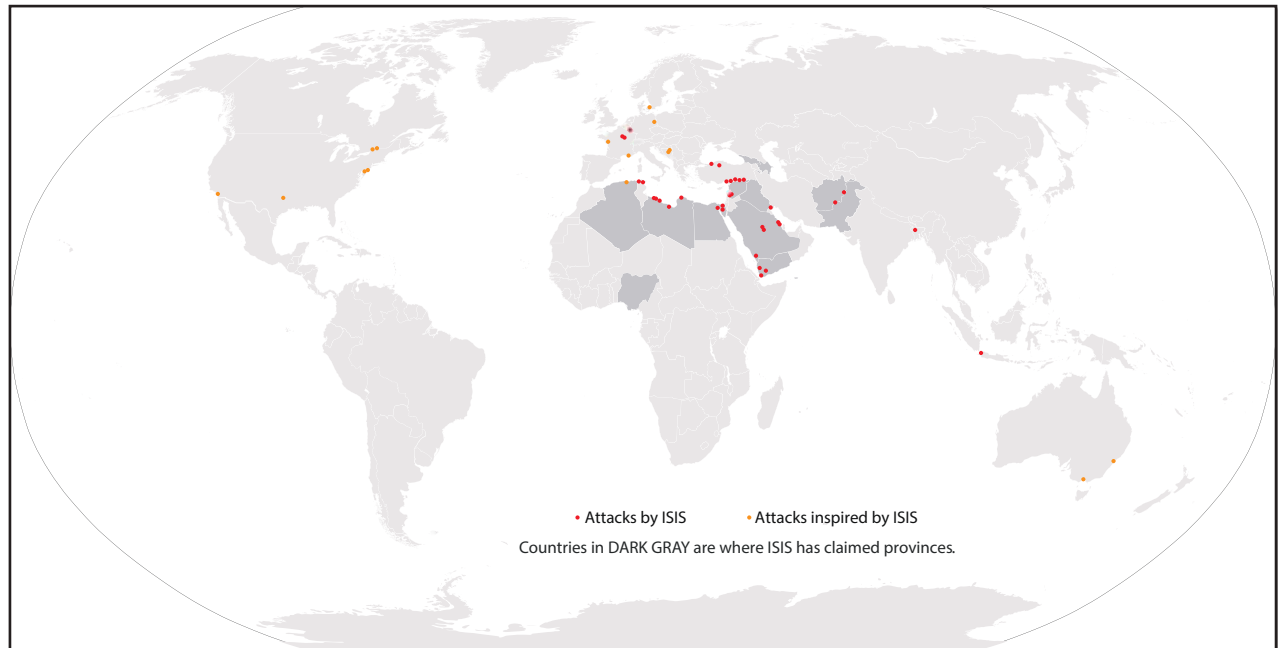 Attacks by ISIS Attacks inspired by ISIS
Countries in DARK GRAY are where ISIS has claimed provinces.